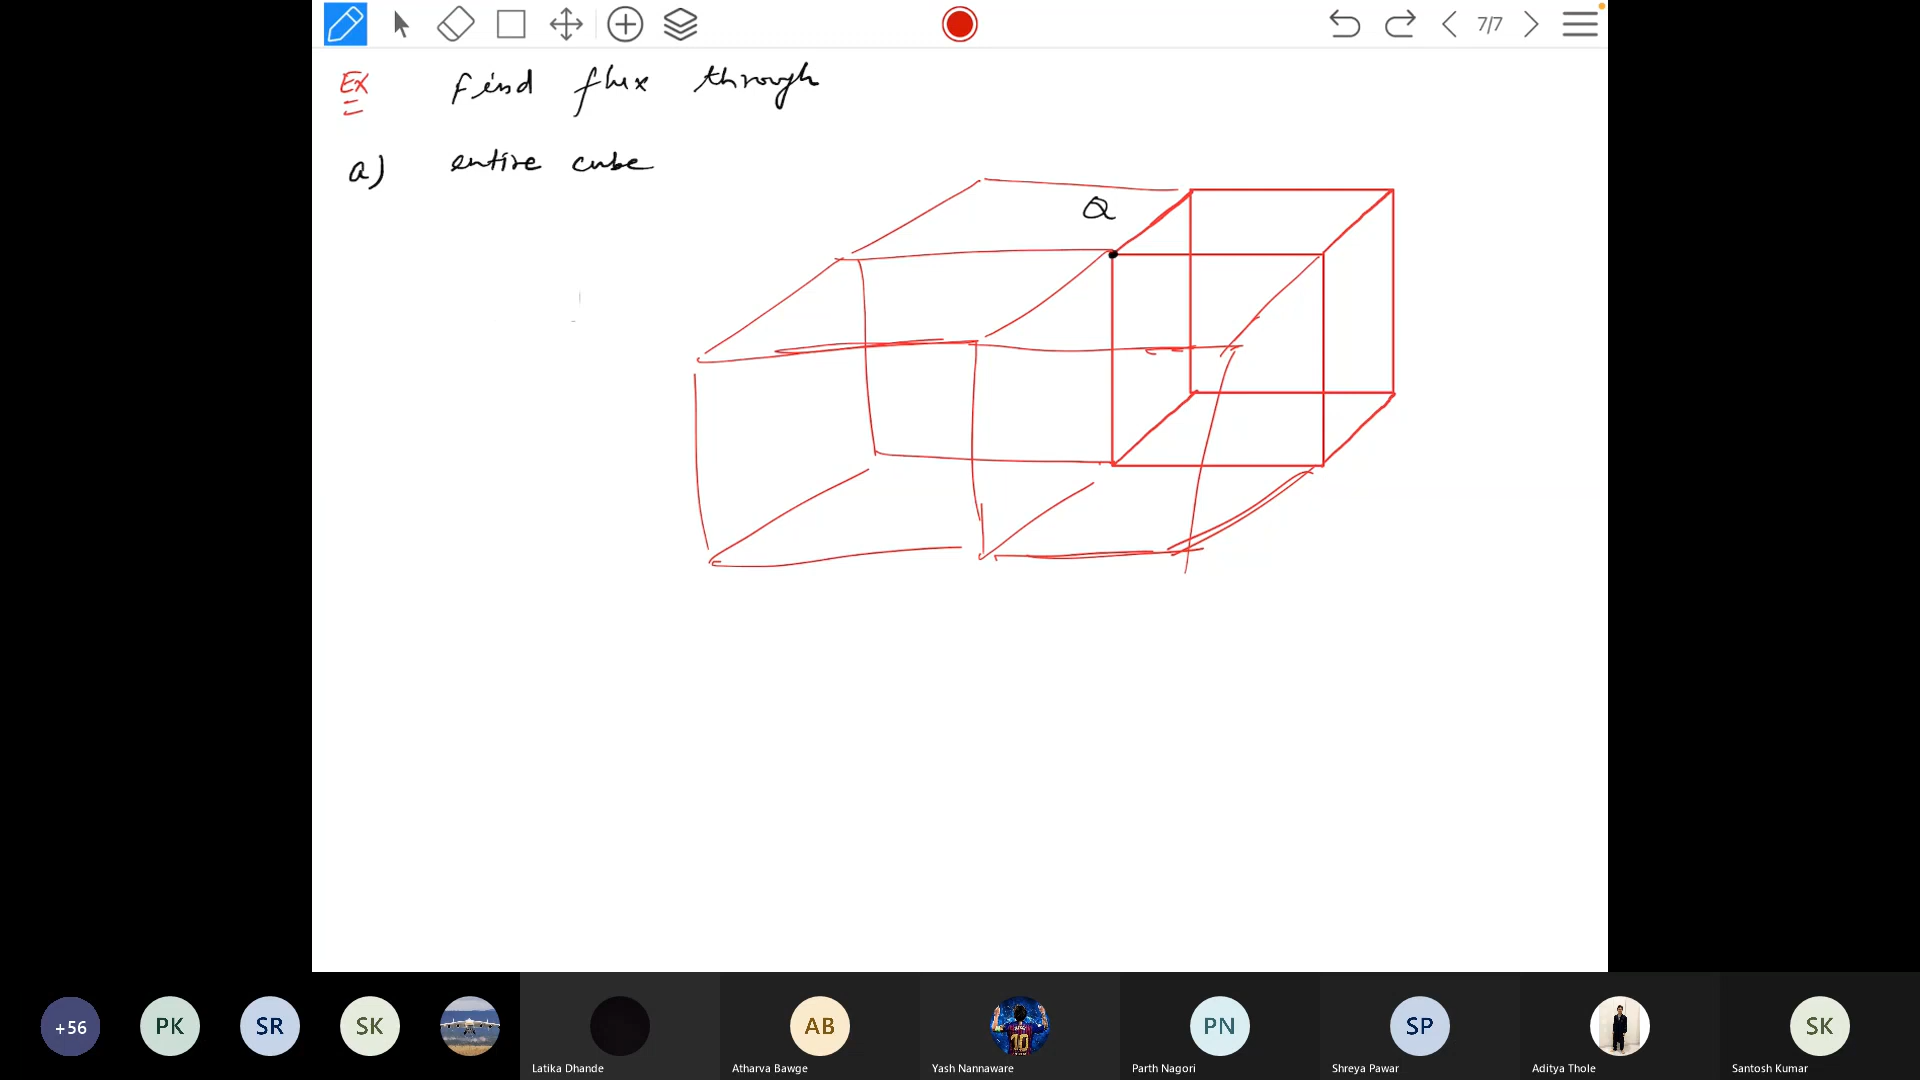 7/7
Ex Find flux through
a) entire cube
Q
+56
PK
SR
SK
Latika Dhande
AB
Atharva Bawge
10
Yash Nannaware
PN
Parth Nagori
SP
Shreya Pawar
Aditya Thole
SK
Santosh Kumar